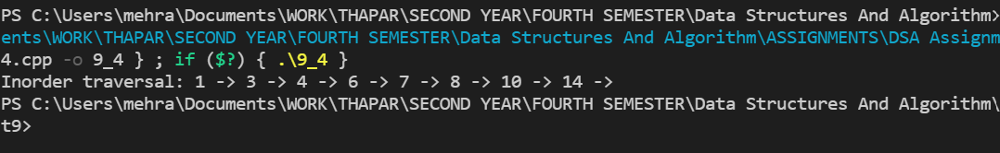 PS C:\Users\mehra\Documents\WORK\THAPAR\SECOND YEAR\FOURTH SEMESTER\Data Structures And Algorithm>
ents\WORK\THAPAR\SECOND YEAR\FOURTH SEMESTER\Data Structures And Algorithm\ASSIGNMENTS\DSA Assignm
4.cpp -o 9_4 } ; if ($?) { .\9_4 }
Inorder traversal: 1 -> 3 -> 4 -> 6 -> 7 -> 8 -> 10 -> 14 ->
PS C:\Users\mehra\Documents\WORK\THAPAR\SECOND YEAR\FOURTH SEMESTER\Data Structures And Algorithm\
t9>